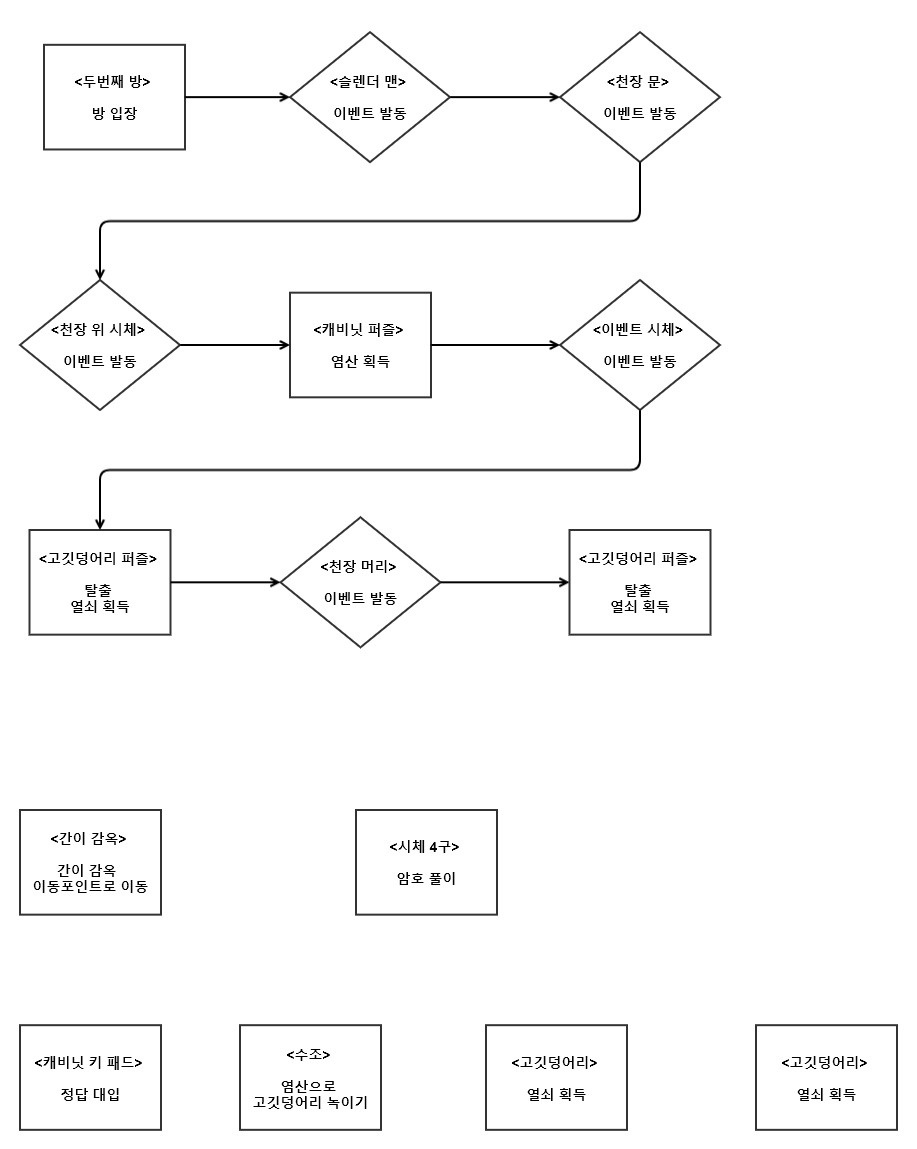 <두번째 방>
방 입장
<슬렌더 맨>
이벤트 발동
<천장 문>
이벤트 발동
<천장 위 시체>
이벤트 발동
<캐비닛 퍼즐>
염산 획득
<이벤트 시체>
이벤트 발동
<고깃덩어리 퍼즐>
탈출
열쇠 획득
<천장 머리>
이벤트 발동
<고깃덩어리 퍼즐>
탈출
열쇠 획득
<간이 감옥>
간이 감옥
이동포인트로 이동
<시체 4구>
암호 풀이
<캐비닛 키 패드>
정답 대입
<수조>
염산으로
고깃덩어리 녹이기
<고깃덩어리>
열쇠 획득
<고깃덩어리>
열쇠 획득